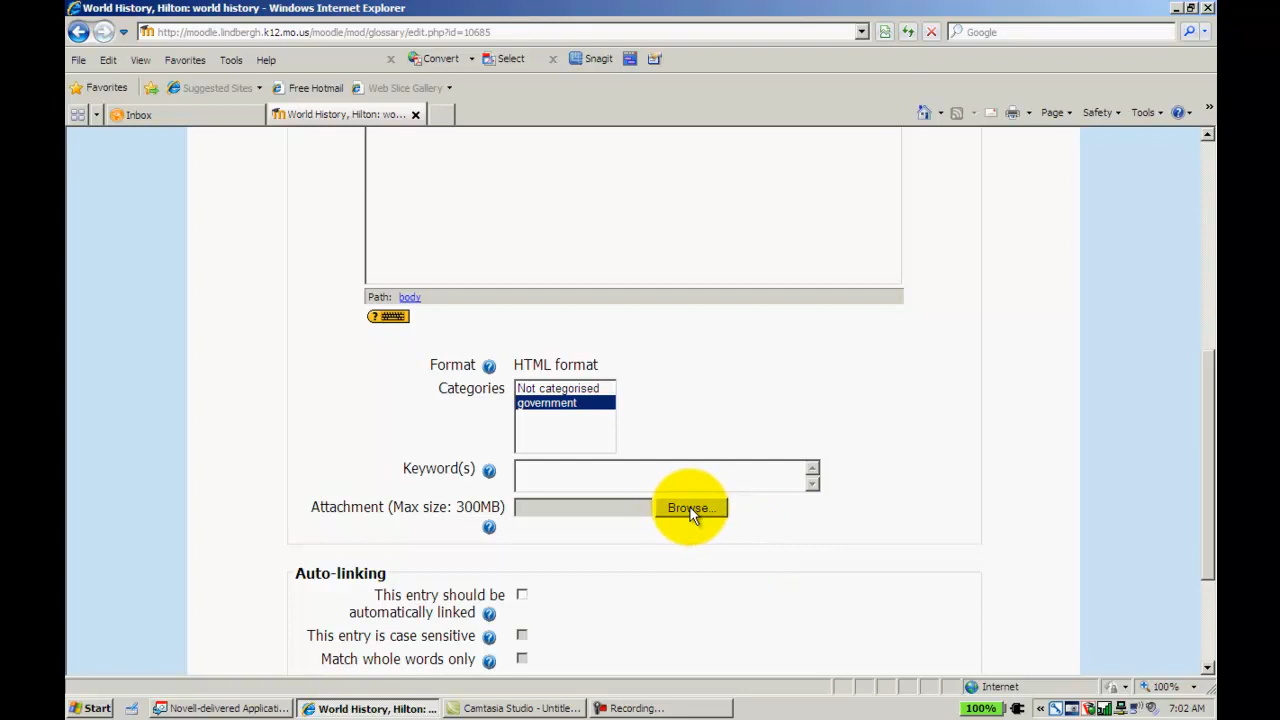 World History, Hilton: world history - Windows Internet Explorer
http://moodle.lindbergh.k12.mo.us/moodle/mod/glossary/edit.php?id=10685
Google
File Edit View Favorites Tools Help
x Convert Select x Snagit
Favorites Suggested Sites Free Hotmail Web Slice Gallery
Inbox World History, Hilton: wo... x
Page Safety Tools »
Path: body
?
Format ? HTML format
Categories Not categorised
government
Keyword(s) ?
Attachment (Max size: 300MB) Browse...
?
Auto-linking
This entry should be
automatically linked ?
This entry is case sensitive ?
Match whole words only ?
Internet 100%
Start Novell-delivered Applicati... World History, Hilton: ... Camtasia Studio - Untitle... Recording... 100% « 7:02 AM